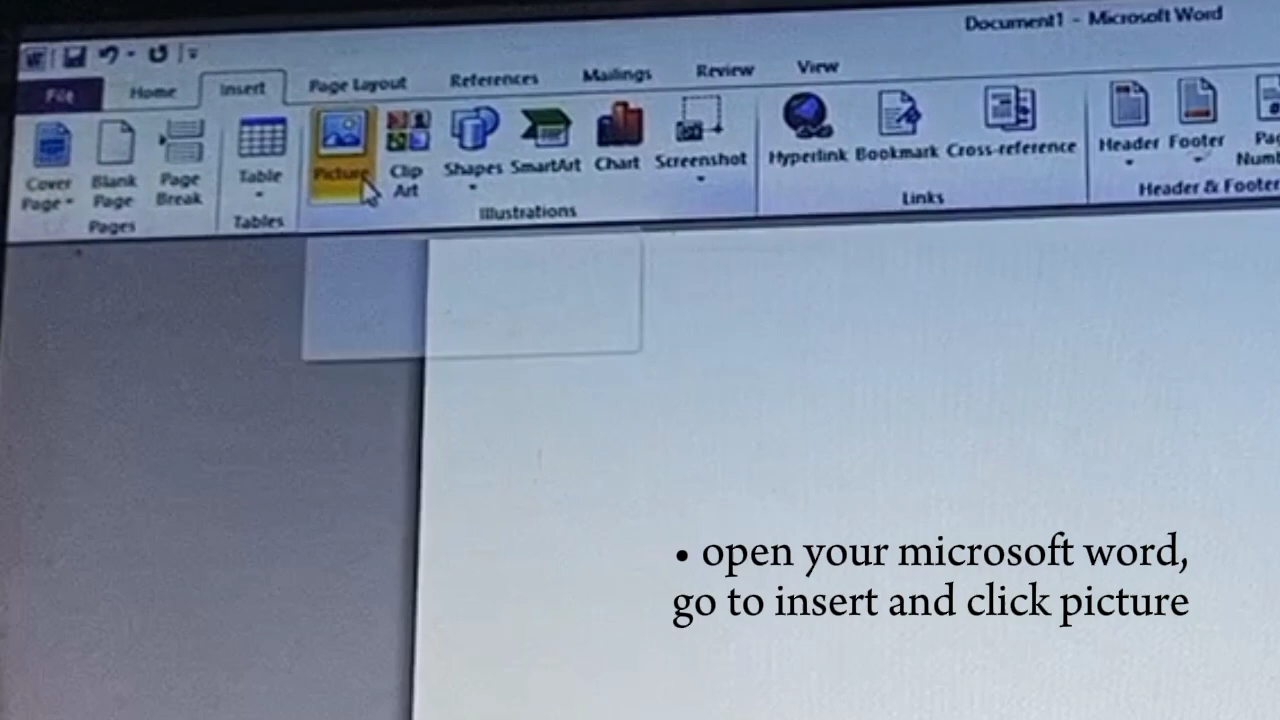 Document1 - Microsoft Word
File Home Insert Page Layout References Mailings Review View
Cover Page
Blank Page
Page Break
Pages
Table
Tables
Picture
Clip Art
Shapes
SmartArt
Chart
Screenshot
Illustrations
Hyperlink
Bookmark
Cross-reference
Links
Header
Footer
Header & Footer
• open your microsoft word,
go to insert and click picture